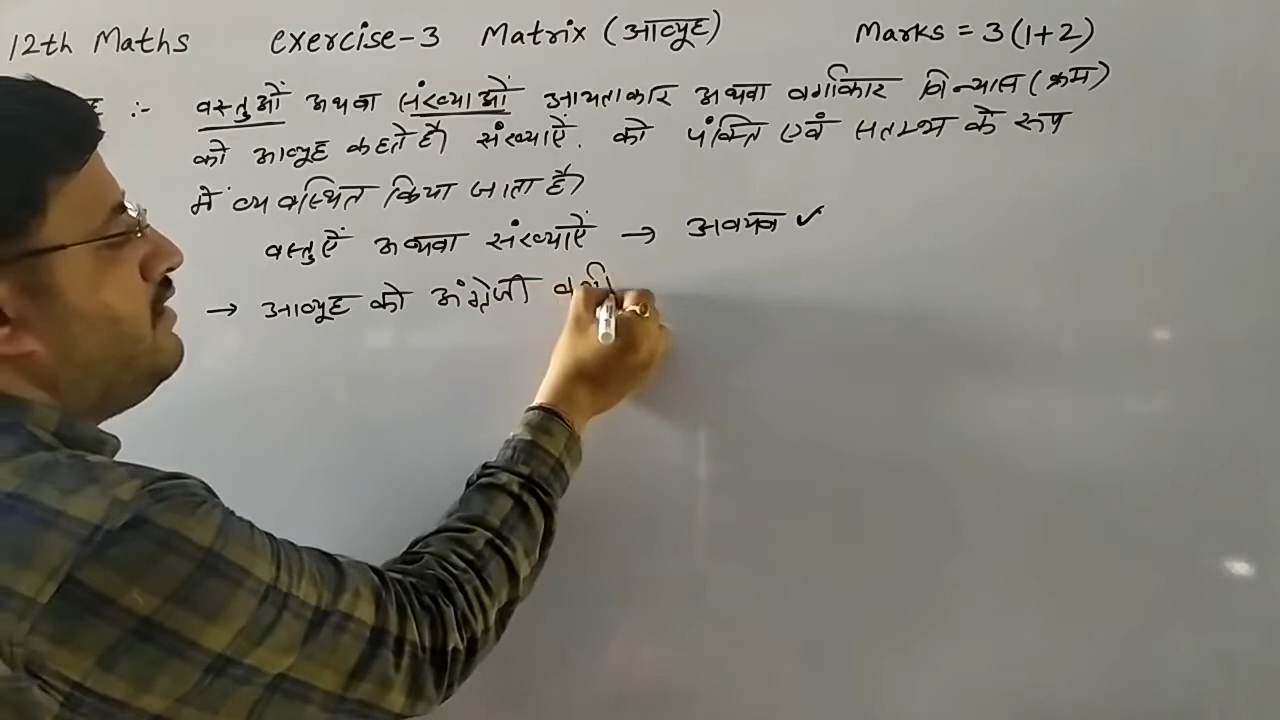 12th Maths exercise-3 Matrix (आव्यूह) Marks = 3 (1+2)
:- वस्तुओं अथवा संख्याओं आयताकार अथवा वर्गाकार विन्यास (क्रम)
को आव्यूह कहते है। संख्याऐं. को पंक्ति एवं स्तम्भ के रूप
में व्यवस्थित किया जाता है।
वस्तुऐं अथवा संख्याऐं → अवयव ✓
→ आव्यूह को अंग्रेजी